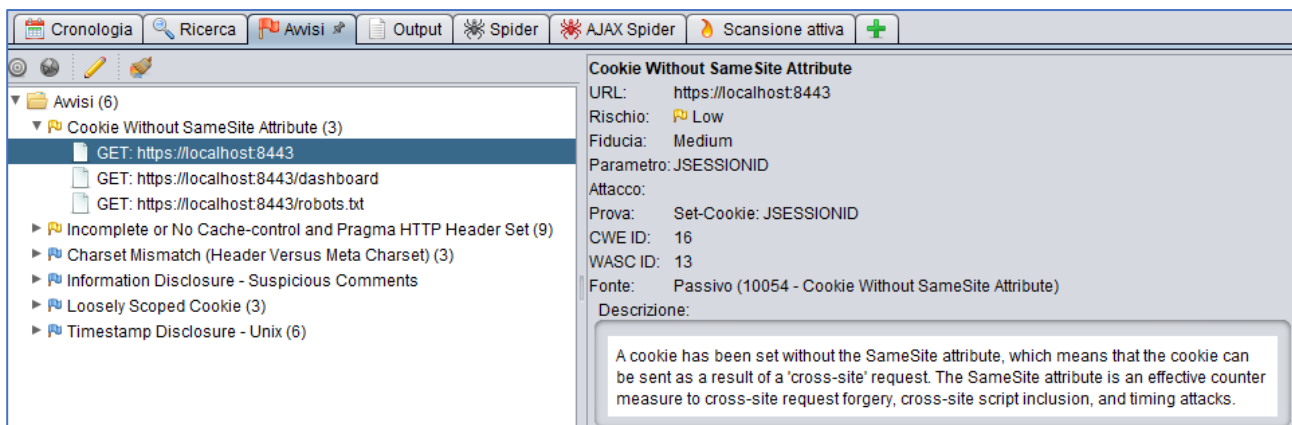 Cronologia Ricerca Avvisi Output Spider AJAX Spider Scansione attiva
Avvisi (6)
Cookie Without SameSite Attribute (3)
GET: https://localhost:8443
GET: https://localhost:8443/dashboard
GET: https://localhost:8443/robots.txt
Incomplete or No Cache-control and Pragma HTTP Header Set (9)
Charset Mismatch (Header Versus Meta Charset) (3)
Information Disclosure - Suspicious Comments
Loosely Scoped Cookie (3)
Timestamp Disclosure - Unix (6)
Cookie Without SameSite Attribute
URL: https://localhost:8443
Rischio: Low
Fiducia: Medium
Parametro: JSESSIONID
Attacco:
Prova: Set-Cookie: JSESSIONID
CWE ID: 16
WASC ID: 13
Fonte: Passivo (10054 - Cookie Without SameSite Attribute)
Descrizione:
A cookie has been set without the SameSite attribute, which means that the cookie can
be sent as a result of a 'cross-site' request. The SameSite attribute is an effective counter
measure to cross-site request forgery, cross-site script inclusion, and timing attacks.